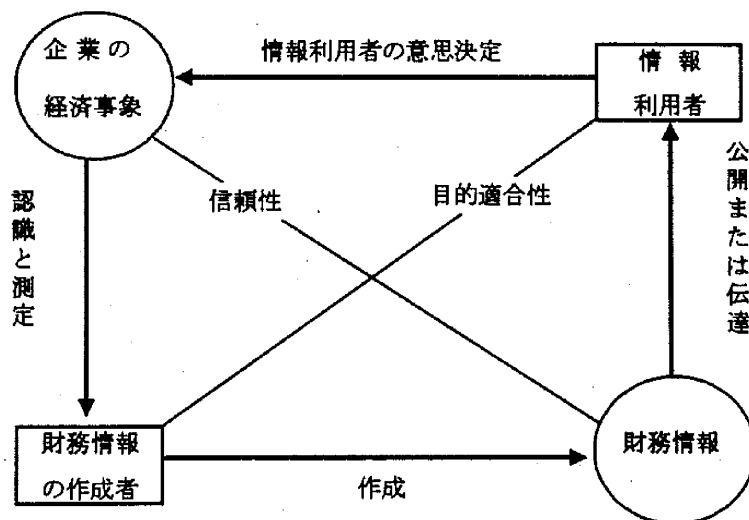 企業の
経済事象
情報利用者の意思決定
情報
利用者
認識と測定
信頼性
目的適合性
公開または伝達
財務情報
の作成者
作成
財務情報